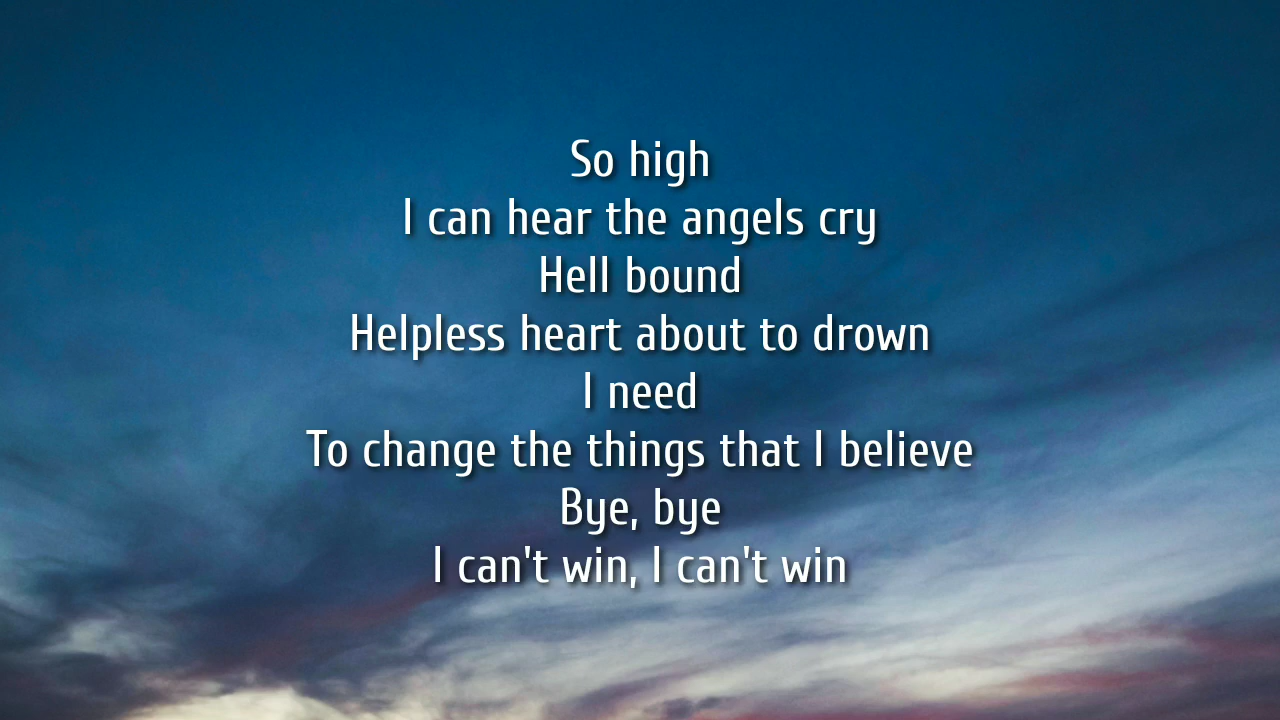 So high
I can hear the angels cry
Hell bound
Helpless heart about to drown
I need
To change the things that I believe
Bye, bye
I can't win, I can't win